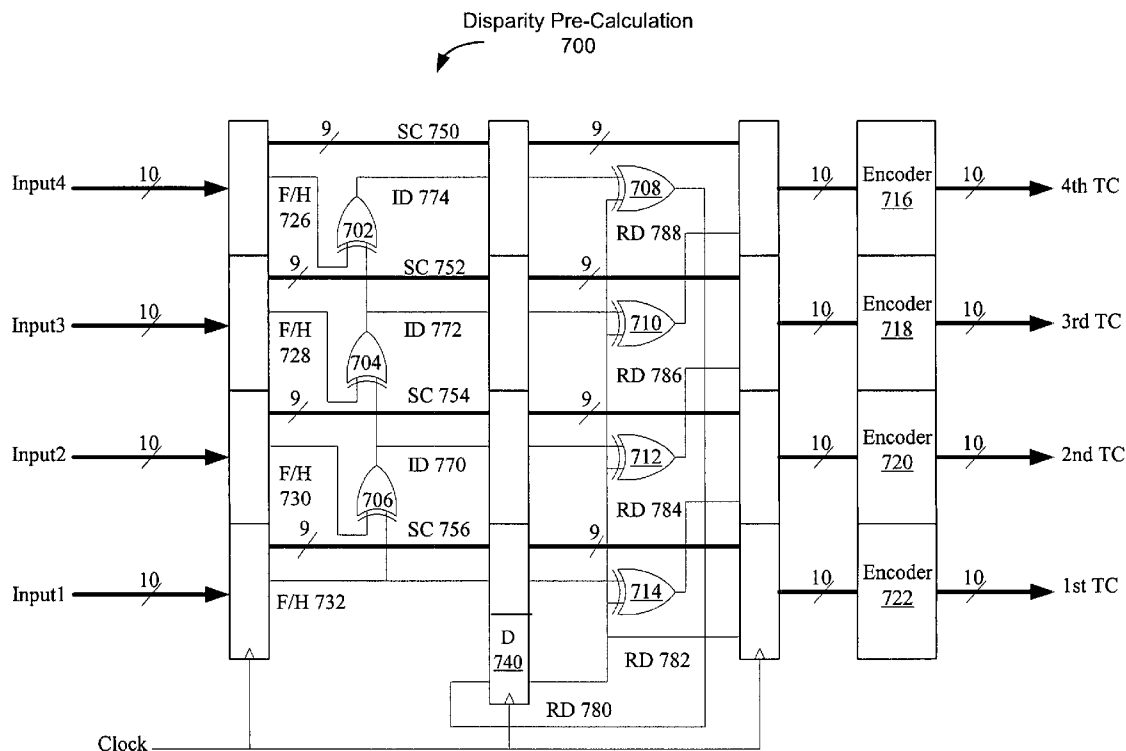 Disparity Pre-Calculation
700
9
SC 750
9
Input4
10
F/H
726
702
ID 774
708
RD 788
10
Encoder
716
10
4th TC
9
SC 752
9
Input3
10
F/H
728
704
ID 772
710
RD 786
10
Encoder
718
10
3rd TC
9
SC 754
9
Input2
10
F/H
730
706
ID 770
712
RD 784
10
Encoder
720
10
2nd TC
9
SC 756
9
Input1
10
F/H 732
714
10
Encoder
722
10
1st TC
D
740
RD 782
RD 780
Clock